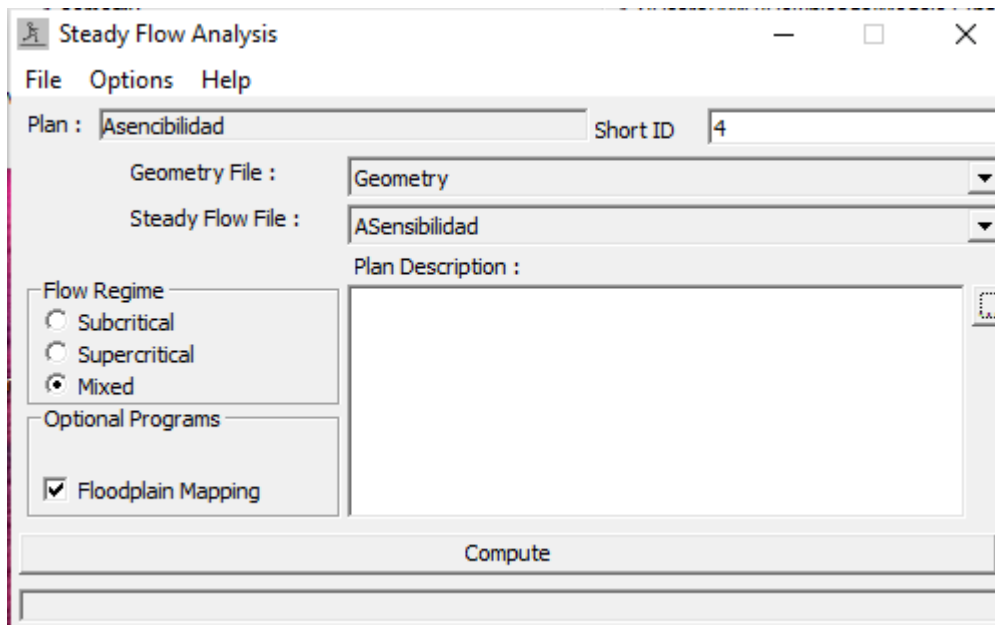 Steady Flow Analysis
File Options Help
Plan : Asencibilidad Short ID 4
Geometry File : Geometry
Steady Flow File : ASensibilidad
Plan Description :
Flow Regime
Subcritical
Supercritical
Mixed
Optional Programs
Floodplain Mapping
...
Compute